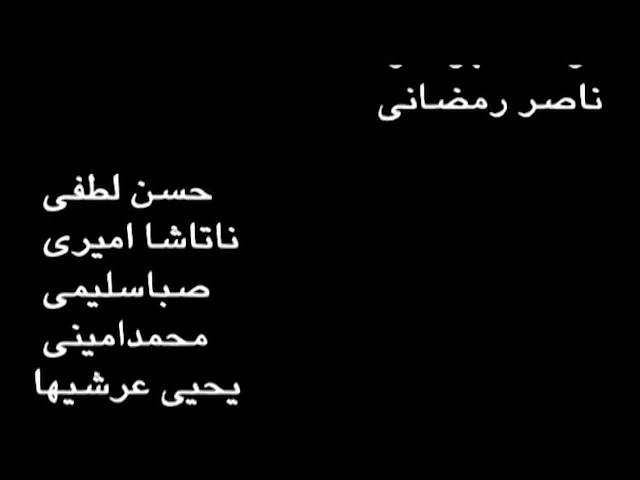 ناصر رمضانی
حسن لطفی
ناتاشا امیری
صباسلیمی
محمدامینی
یحیی عرشیها